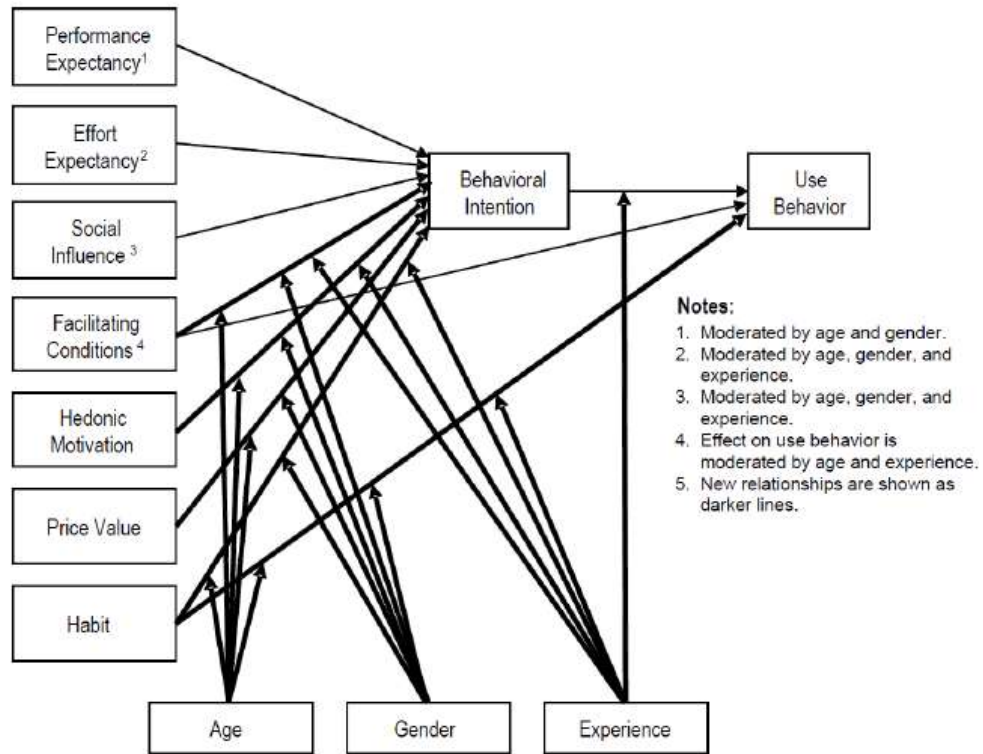 Performance
Expectancy1
Effort
Expectancy2
Social
Influence 3
Facilitating
Conditions 4
Hedonic
Motivation
Price Value
Habit
Behavioral
Intention
Use
Behavior
Notes:
1. Moderated by age and gender.
2. Moderated by age, gender, and
experience.
3. Moderated by age, gender, and
experience.
4. Effect on use behavior is
moderated by age and experience.
5. New relationships are shown as
darker lines.
Age
Gender
Experience